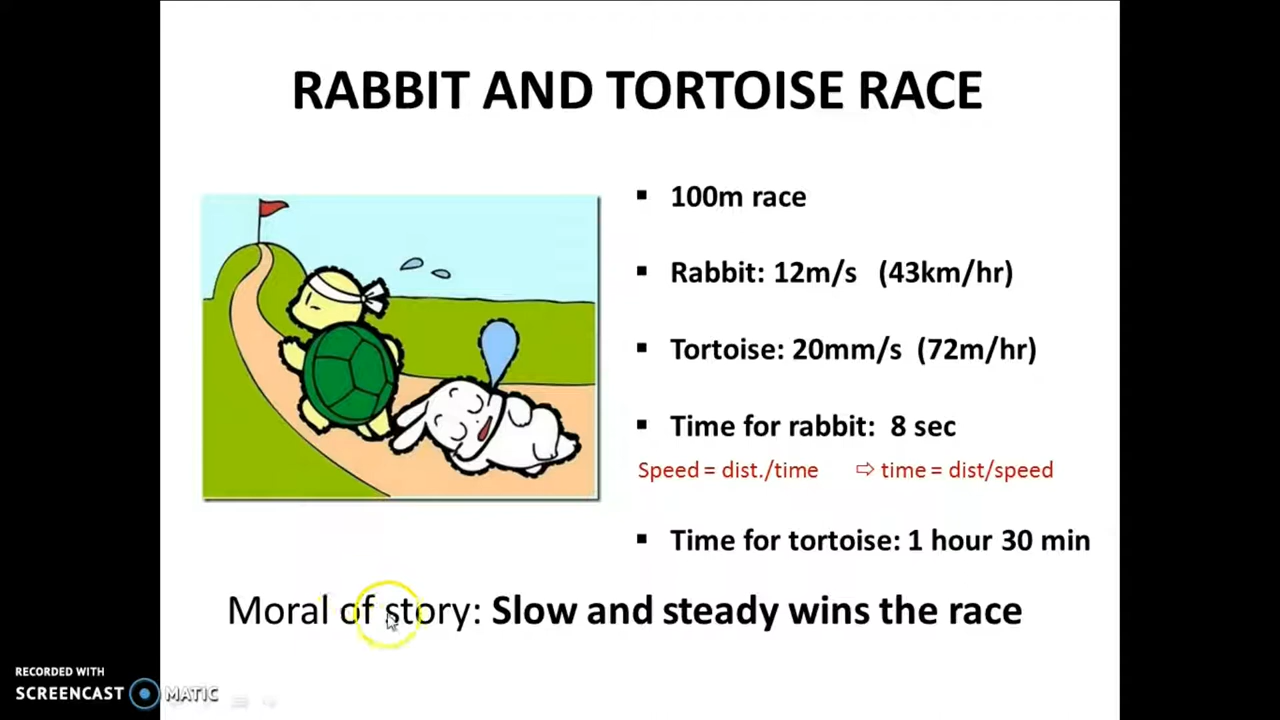 RABBIT AND TORTOISE RACE
▪ 100m race
▪ Rabbit: 12m/s (43km/hr)
▪ Tortoise: 20mm/s (72m/hr)
▪ Time for rabbit: 8 sec
Speed = dist./time ⇨ time = dist/speed
▪ Time for tortoise: 1 hour 30 min
Moral of story: Slow and steady wins the race
RECORDED WITH
SCREENCAST MATIC